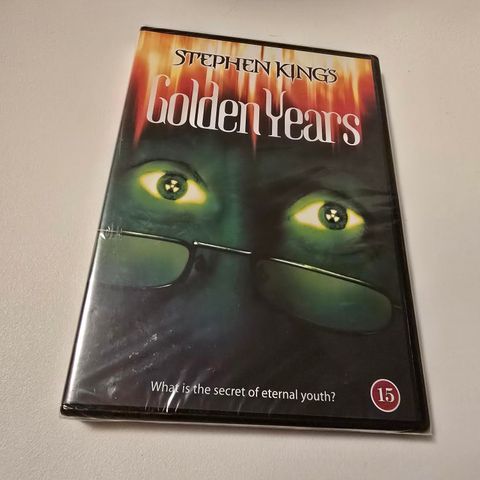 STEPHEN KING'S
Golden Years
What is the secret of eternal youth?
15